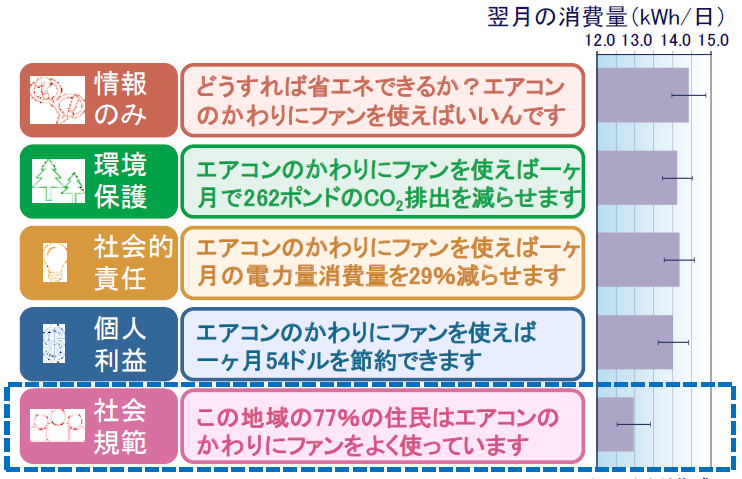 翌月の消費量(kWh/日)
12.0 13.0 14.0 15.0
情報
のみ
どうすれば省エネできるか？エアコン
のかわりにファンを使えばいいんです
環境
保護
エアコンのかわりにファンを使えば一ヶ
月で262ポンドのCO₂排出を減らせます
社会的
責任
エアコンのかわりにファンを使えば一ヶ
月の電力量消費量を29%減らせます
個人
利益
エアコンのかわりにファンを使えば
一ヶ月54ドルを節約できます
社会
規範
この地域の77%の住民はエアコンの
かわりにファンをよく使っています